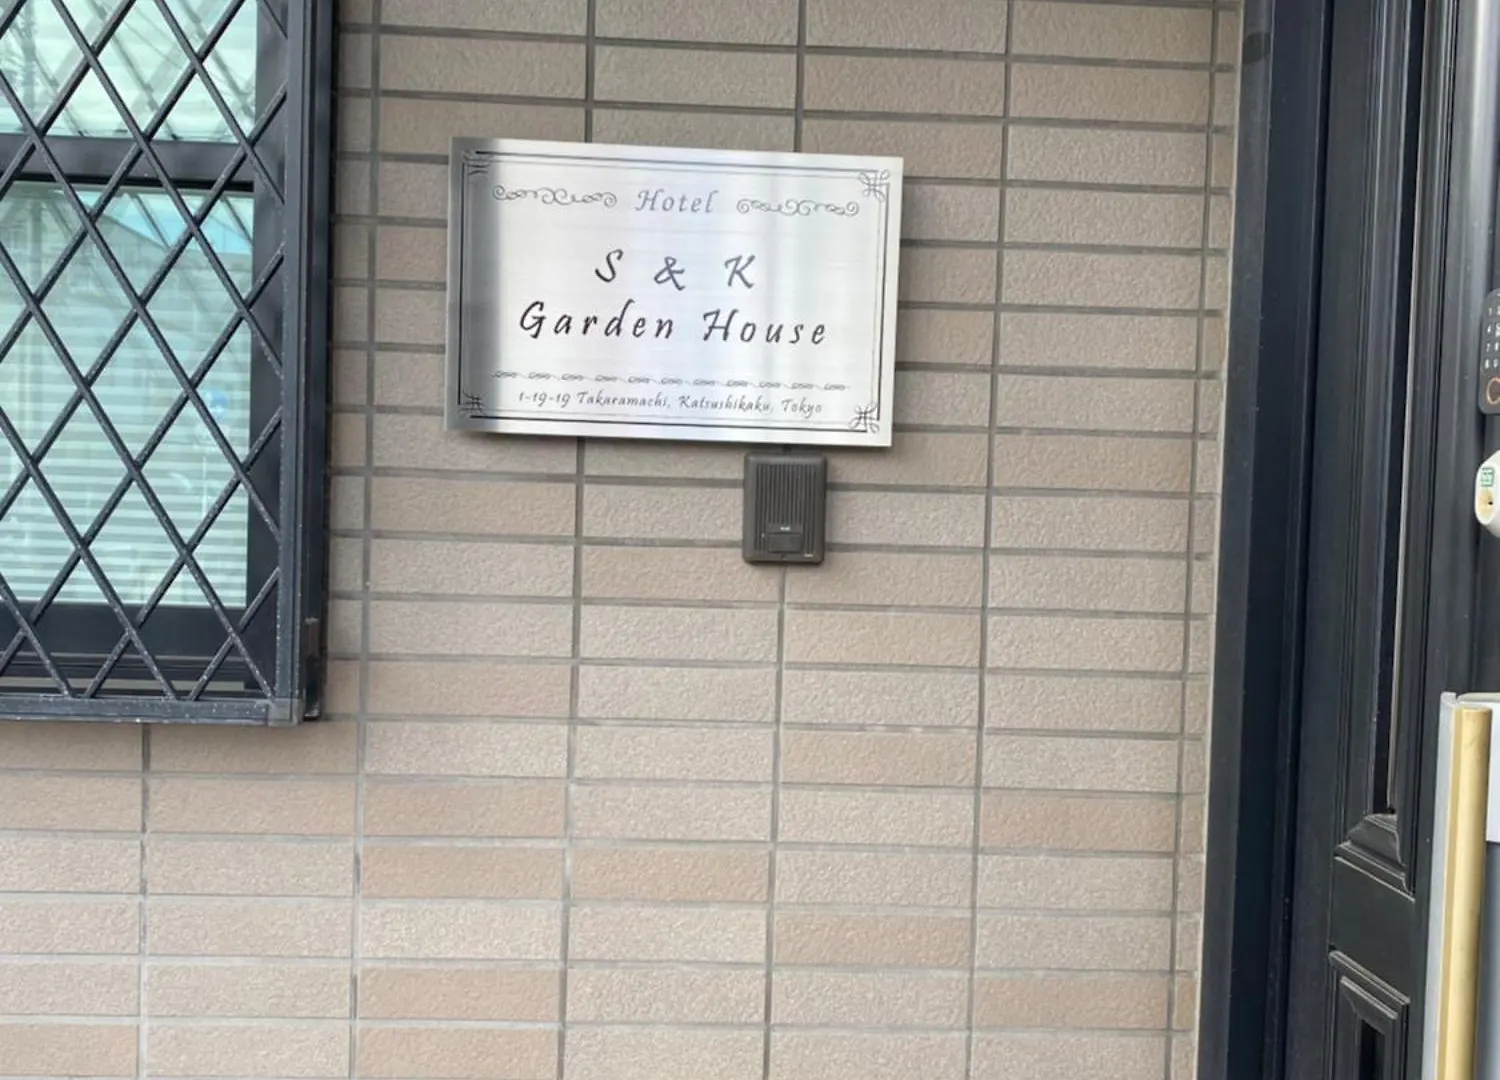 Hotel
S & K
Garden House
1-19-19 Takaramachi, Katsushikaku, Tokyo